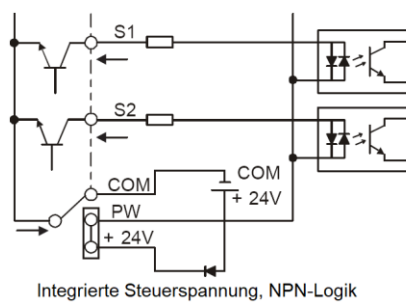 S1
S2
COM
COM
+ 24V
PW
+ 24V
Integrierte Steuerspannung, NPN-Logik